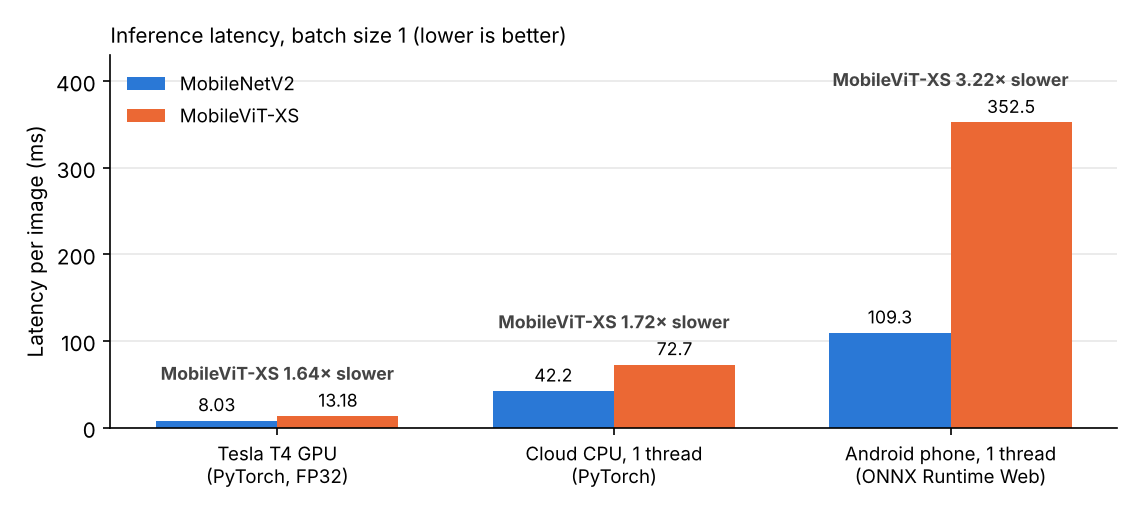 Inference latency, batch size 1 (lower is better)
Latency per image (ms)
400
300
200
100
0
MobileNetV2
MobileViT-XS
MobileViT-XS 1.64× slower
8.03
13.18
MobileViT-XS 1.72× slower
42.2
72.7
MobileViT-XS 3.22× slower
109.3
352.5
Tesla T4 GPU
(PyTorch, FP32)
Cloud CPU, 1 thread
(PyTorch)
Android phone, 1 thread
(ONNX Runtime Web)